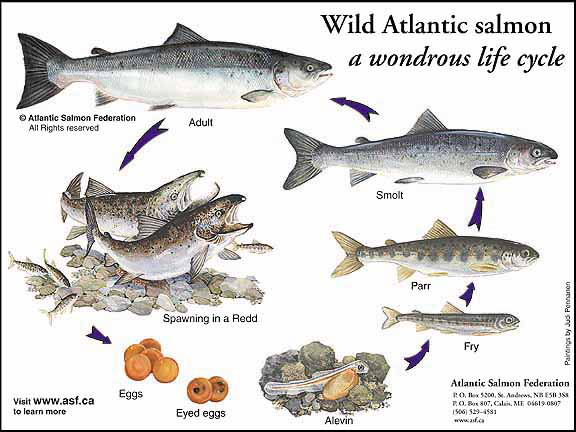 Wild Atlantic salmon
a wondrous life cycle
© Atlantic Salmon Federation
All Rights reserved
Adult
Smolt
Parr
Fry
Spawning in a Redd
Eggs
Eyed eggs
Alevin
Visit www.asf.ca
to learn more
Atlantic Salmon Federation
P. O. Box 5200, St. Andrews, NB E5B 3S8
P. O. Box 807, Calais, ME 04619-0807
(506) 529-4581
www.asf.ca
Paintings by Judi Pennanen